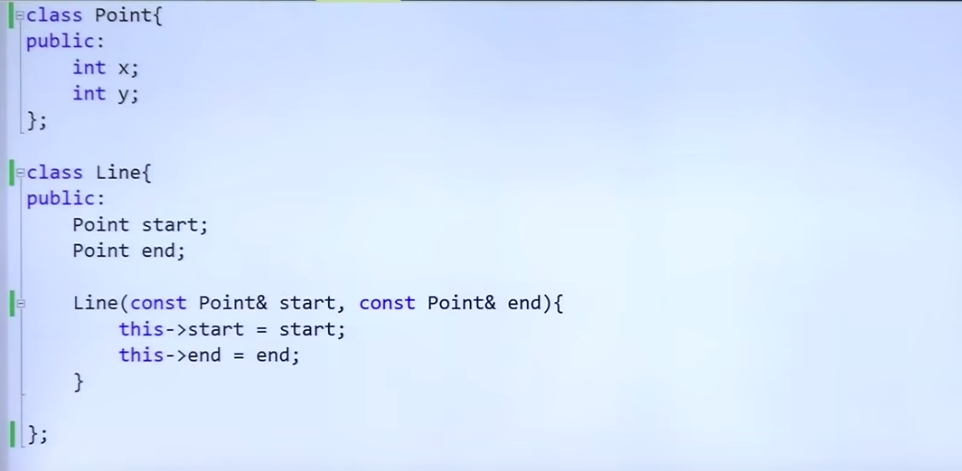 class Point{
public:
    int x;
    int y;
};

class Line{
public:
    Point start;
    Point end;

    Line(const Point& start, const Point& end){
        this->start = start;
        this->end = end;
    }

};